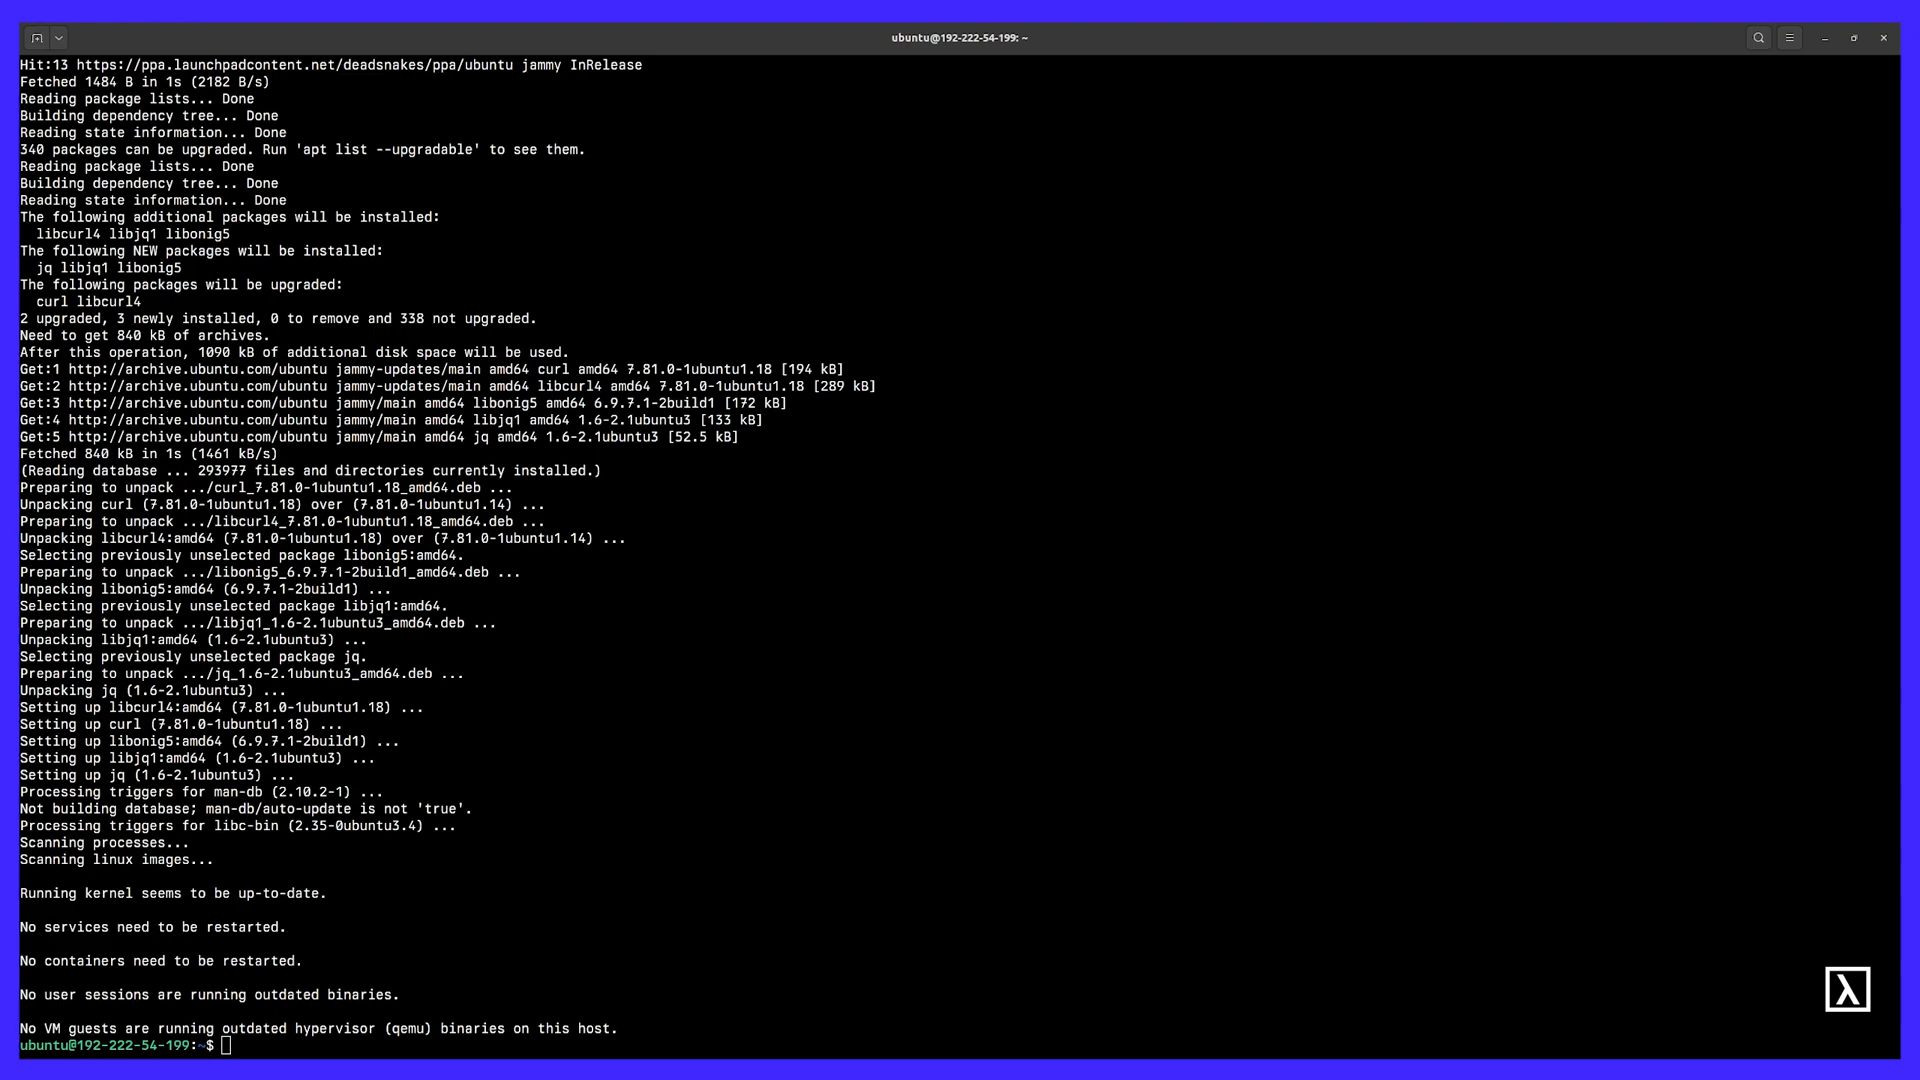 ubuntu@192-222-54-199: ~
Hit:13 https://ppa.launchpadcontent.net/deadsnakes/ppa/ubuntu jammy InRelease
Fetched 1484 B in 1s (2182 B/s)
Reading package lists... Done
Building dependency tree... Done
Reading state information... Done
340 packages can be upgraded. Run 'apt list --upgradable' to see them.
Reading package lists... Done
Building dependency tree... Done
Reading state information... Done
The following additional packages will be installed:
  libcurl4 libjq1 libonig5
The following NEW packages will be installed:
  jq libjq1 libonig5
The following packages will be upgraded:
  curl libcurl4
2 upgraded, 3 newly installed, 0 to remove and 338 not upgraded.
Need to get 840 kB of archives.
After this operation, 1090 kB of additional disk space will be used.
Get:1 http://archive.ubuntu.com/ubuntu jammy-updates/main amd64 curl amd64 7.81.0-1ubuntu1.18 [194 kB]
Get:2 http://archive.ubuntu.com/ubuntu jammy-updates/main amd64 libcurl4 amd64 7.81.0-1ubuntu1.18 [289 kB]
Get:3 http://archive.ubuntu.com/ubuntu jammy/main amd64 libonig5 amd64 6.9.7.1-2build1 [172 kB]
Get:4 http://archive.ubuntu.com/ubuntu jammy/main amd64 libjq1 amd64 1.6-2.1ubuntu3 [133 kB]
Get:5 http://archive.ubuntu.com/ubuntu jammy/main amd64 jq amd64 1.6-2.1ubuntu3 [52.5 kB]
Fetched 840 kB in 1s (1461 kB/s)
(Reading database ... 293977 files and directories currently installed.)
Preparing to unpack .../curl_7.81.0-1ubuntu1.18_amd64.deb ...
Unpacking curl (7.81.0-1ubuntu1.18) over (7.81.0-1ubuntu1.14) ...
Preparing to unpack .../libcurl4_7.81.0-1ubuntu1.18_amd64.deb ...
Unpacking libcurl4:amd64 (7.81.0-1ubuntu1.18) over (7.81.0-1ubuntu1.14) ...
Selecting previously unselected package libonig5:amd64.
Preparing to unpack .../libonig5_6.9.7.1-2build1_amd64.deb ...
Unpacking libonig5:amd64 (6.9.7.1-2build1) ...
Selecting previously unselected package libjq1:amd64.
Preparing to unpack .../libjq1_1.6-2.1ubuntu3_amd64.deb ...
Unpacking libjq1:amd64 (1.6-2.1ubuntu3) ...
Selecting previously unselected package jq.
Preparing to unpack .../jq_1.6-2.1ubuntu3_amd64.deb ...
Unpacking jq (1.6-2.1ubuntu3) ...
Setting up libcurl4:amd64 (7.81.0-1ubuntu1.18) ...
Setting up curl (7.81.0-1ubuntu1.18) ...
Setting up libonig5:amd64 (6.9.7.1-2build1) ...
Setting up libjq1:amd64 (1.6-2.1ubuntu3) ...
Setting up jq (1.6-2.1ubuntu3) ...
Processing triggers for man-db (2.10.2-1) ...
Not building database; man-db/auto-update is not 'true'.
Processing triggers for libc-bin (2.35-0ubuntu3.4) ...
Scanning processes...
Scanning linux images...
Running kernel seems to be up-to-date.
No services need to be restarted.
No containers need to be restarted.
No user sessions are running outdated binaries.
No VM guests are running outdated hypervisor (qemu) binaries on this host.
ubuntu@192-222-54-199:~$
λ